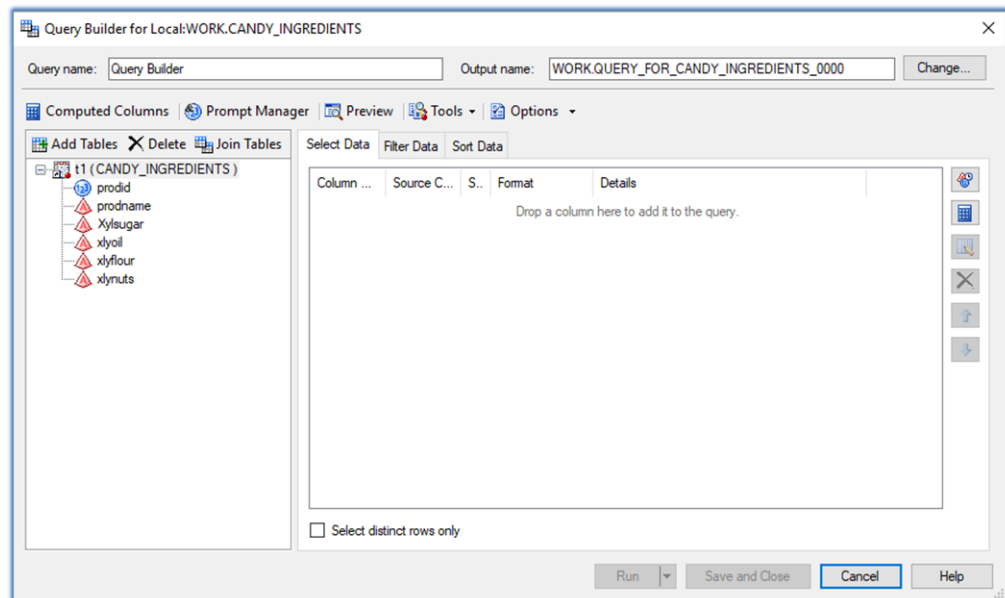 Query Builder for Local:WORK.CANDY_INGREDIENTS
Query name: Query Builder Output name: WORK.QUERY_FOR_CANDY_INGREDIENTS_0000 Change...
Computed Columns Prompt Manager Preview Tools Options
Add Tables Delete Join Tables Select Data Filter Data Sort Data
t1 ( CANDY_INGREDIENTS )
prodid
prodname
Xylsugar
xlyoil
xlyflour
xlynuts
Column ... Source C... S.. Format Details
Drop a column here to add it to the query.
Select distinct rows only
Run Save and Close Cancel Help